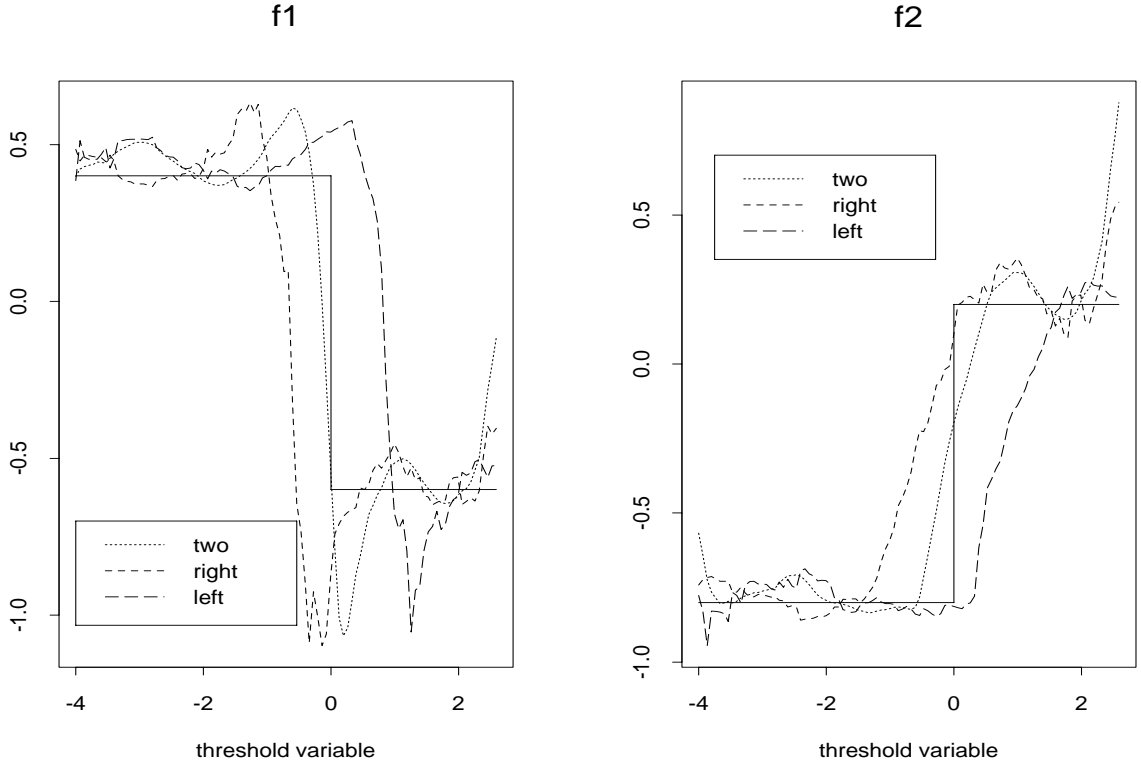 f1
0.5
0.0
-0.5
-1.0
two
right
left
-4
-2
0
2
threshold variable
f2
0.5
0.0
-0.5
-1.0
two
right
left
-4
-2
0
2
threshold variable